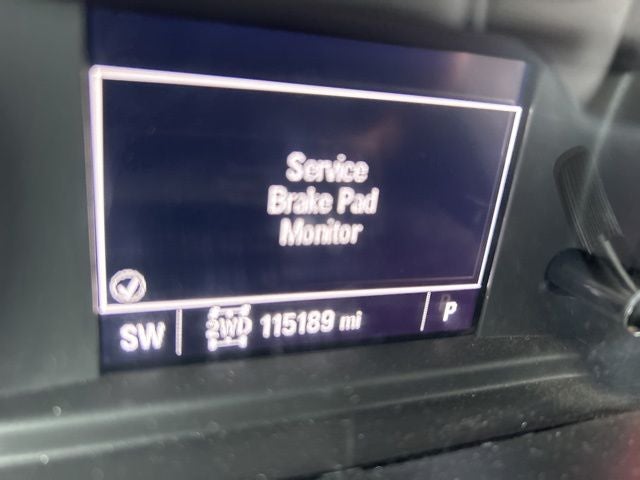 Service
Brake Pad
Monitor
SW 2WD 115189 mi P